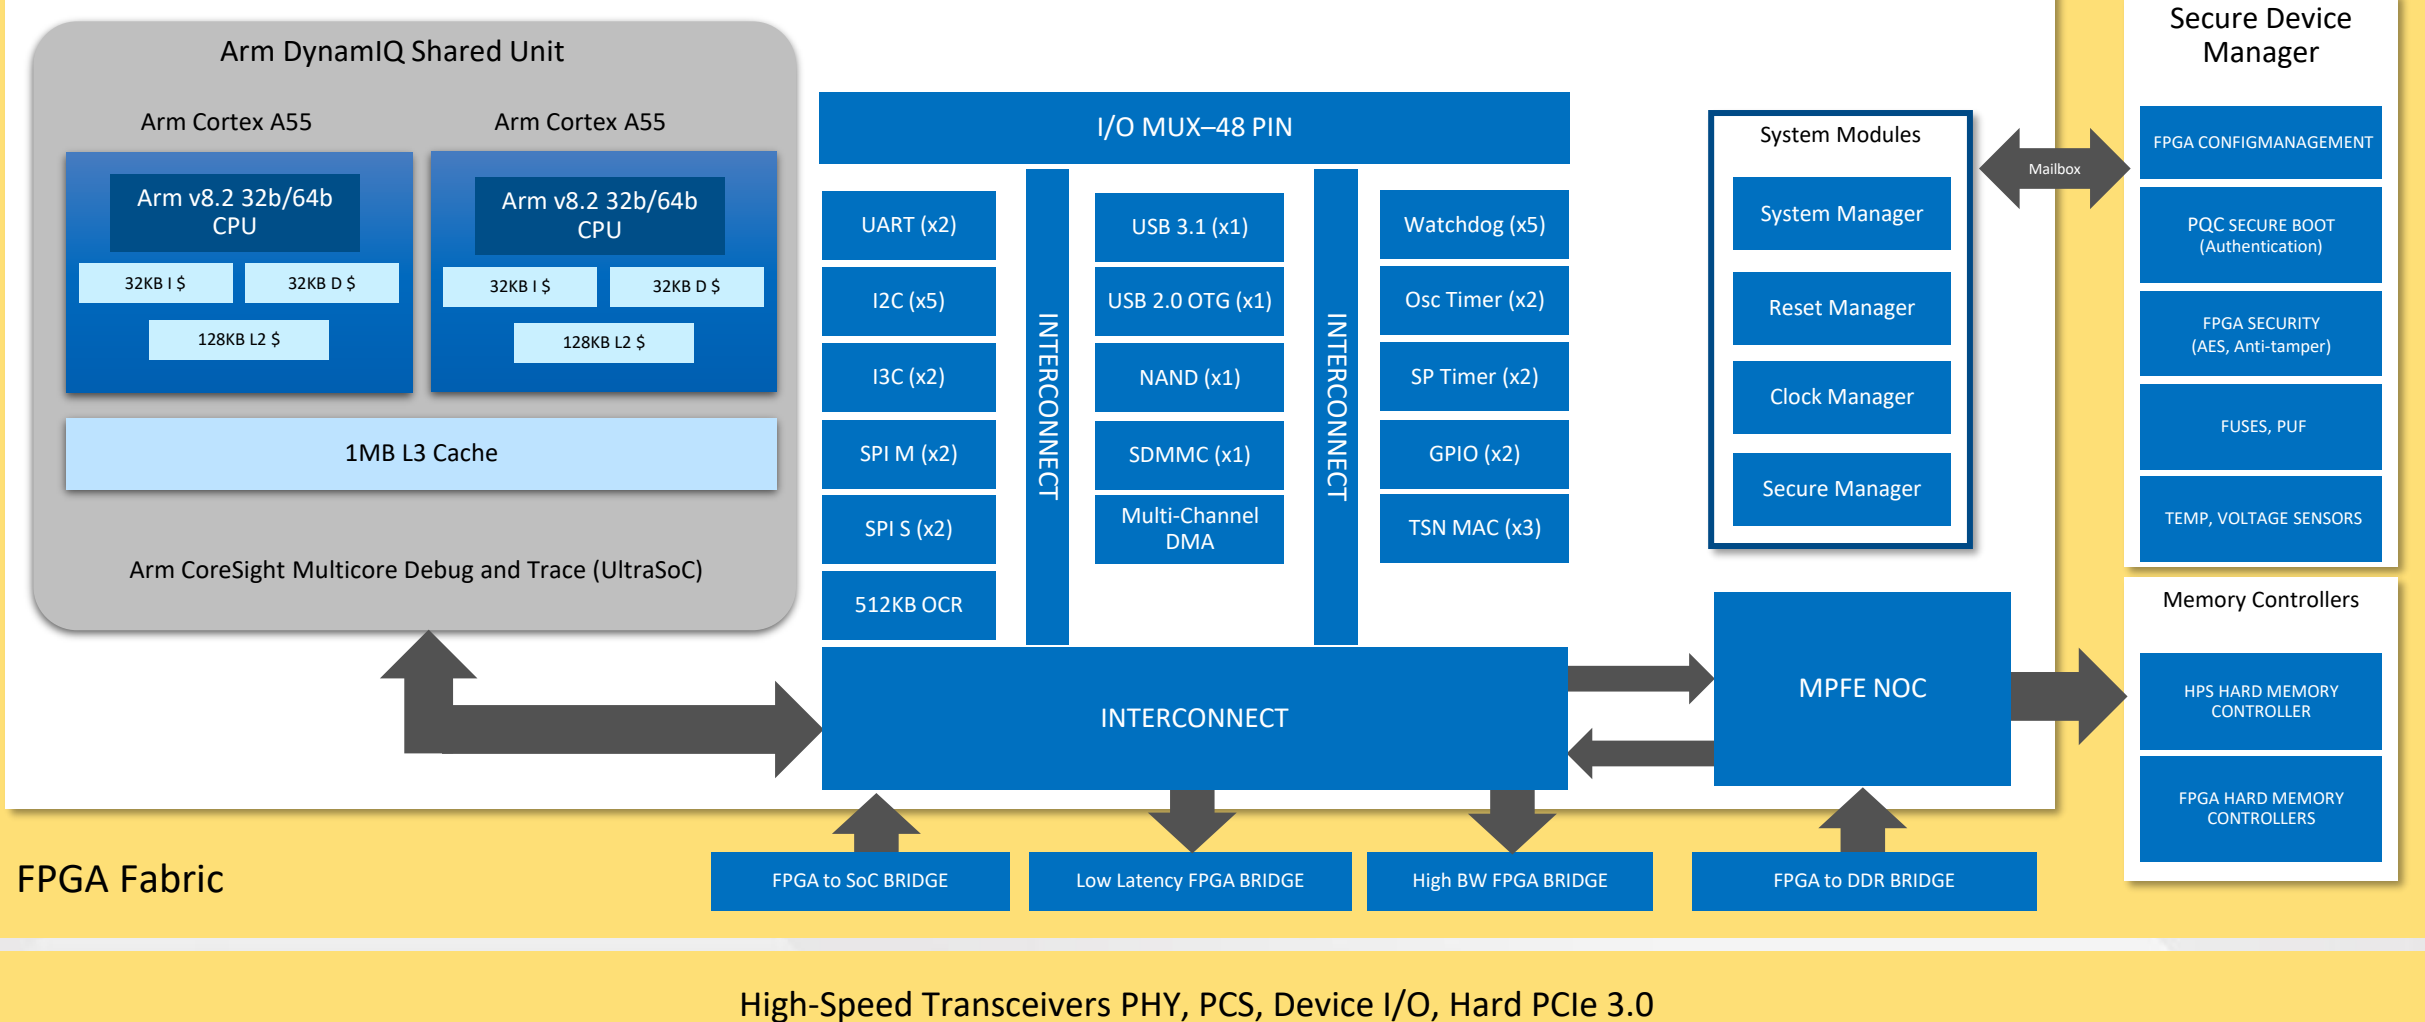 Arm DynamIQ Shared Unit
Arm Cortex A55
Arm v8.2 32b/64b
CPU
32KB I $
32KB D $
128KB L2 $
Arm Cortex A55
Arm v8.2 32b/64b
CPU
32KB I $
32KB D $
128KB L2 $
1MB L3 Cache
Arm CoreSight Multicore Debug and Trace (UltraSoC)
I/O MUX–48 PIN
UART (x2)
I2C (x5)
I3C (x2)
SPI M (x2)
SPI S (x2)
512KB OCR
INTERCONNECT
USB 3.1 (x1)
USB 2.0 OTG (x1)
NAND (x1)
SDMMC (x1)
Multi-Channel
DMA
INTERCONNECT
Watchdog (x5)
Osc Timer (x2)
SP Timer (x2)
GPIO (x2)
TSN MAC (x3)
INTERCONNECT
System Modules
System Manager
Reset Manager
Clock Manager
Secure Manager
Mailbox
MPFE NOC
Secure Device
Manager
FPGA CONFIGMANAGEMENT
PQC SECURE BOOT
(Authentication)
FPGA SECURITY
(AES, Anti-tamper)
FUSES, PUF
TEMP, VOLTAGE SENSORS
Memory Controllers
HPS HARD MEMORY
CONTROLLER
FPGA HARD MEMORY
CONTROLLERS
FPGA Fabric
FPGA to SoC BRIDGE
Low Latency FPGA BRIDGE
High BW FPGA BRIDGE
FPGA to DDR BRIDGE
High-Speed Transceivers PHY, PCS, Device I/O, Hard PCIe 3.0